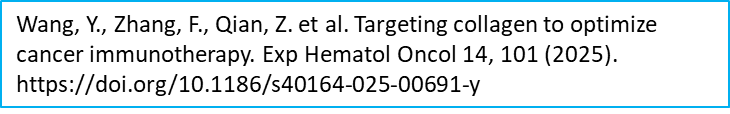 Wang, Y., Zhang, F., Qian, Z. et al. Targeting collagen to optimize
cancer immunotherapy. Exp Hematol Oncol 14, 101 (2025).
https://doi.org/10.1186/s40164-025-00691-y